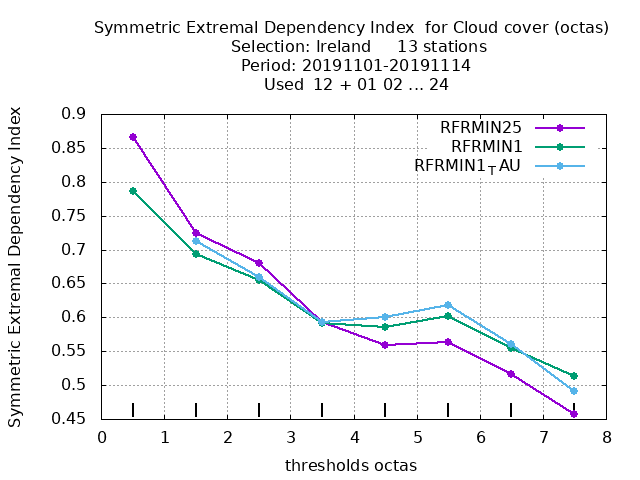 Symmetric Extremal Dependency Index  for Cloud cover (octas)
Selection: Ireland     13 stations
Period: 20191101-20191114
Used  12 + 01 02 ... 24
Symmetric Extremal Dependency Index
0.9
0.85
0.8
0.75
0.7
0.65
0.6
0.55
0.5
0.45
RFRMIN25
RFRMIN1
RFRMIN1TAU
0 1 2 3 4 5 6 7 8
thresholds octas